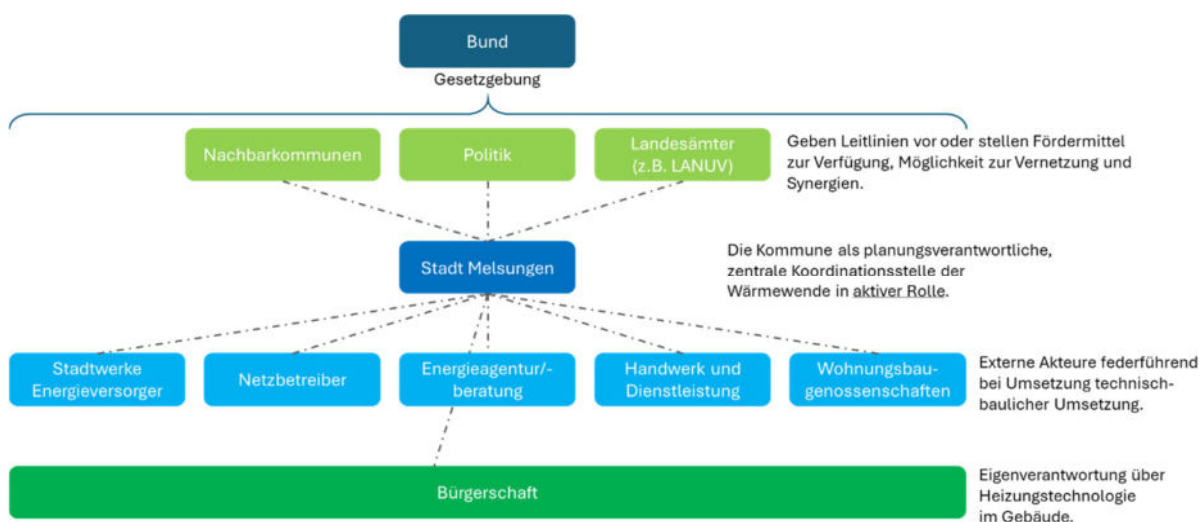 Bund
Gesetzgebung
Nachbarkommunen
Politik
Landesämter
(z.B. LANUV)
Geben Leitlinien vor oder stellen Fördermittel
zur Verfügung, Möglichkeit zur Vernetzung und
Synergien.
Stadt Melsungen
Die Kommune als planungsverantwortliche,
zentrale Koordinationsstelle der
Wärmewende in aktiver Rolle.
Stadtwerke
Energieversorger
Netzbetreiber
Energieagentur/-
beratung
Handwerk und
Dienstleistung
Wohnungsbau-
genossenschaften
Externe Akteure federführend
bei Umsetzung technisch-
baulicher Umsetzung.
Bürgerschaft
Eigenverantwortung über
Heizungstechnologie
im Gebäude.